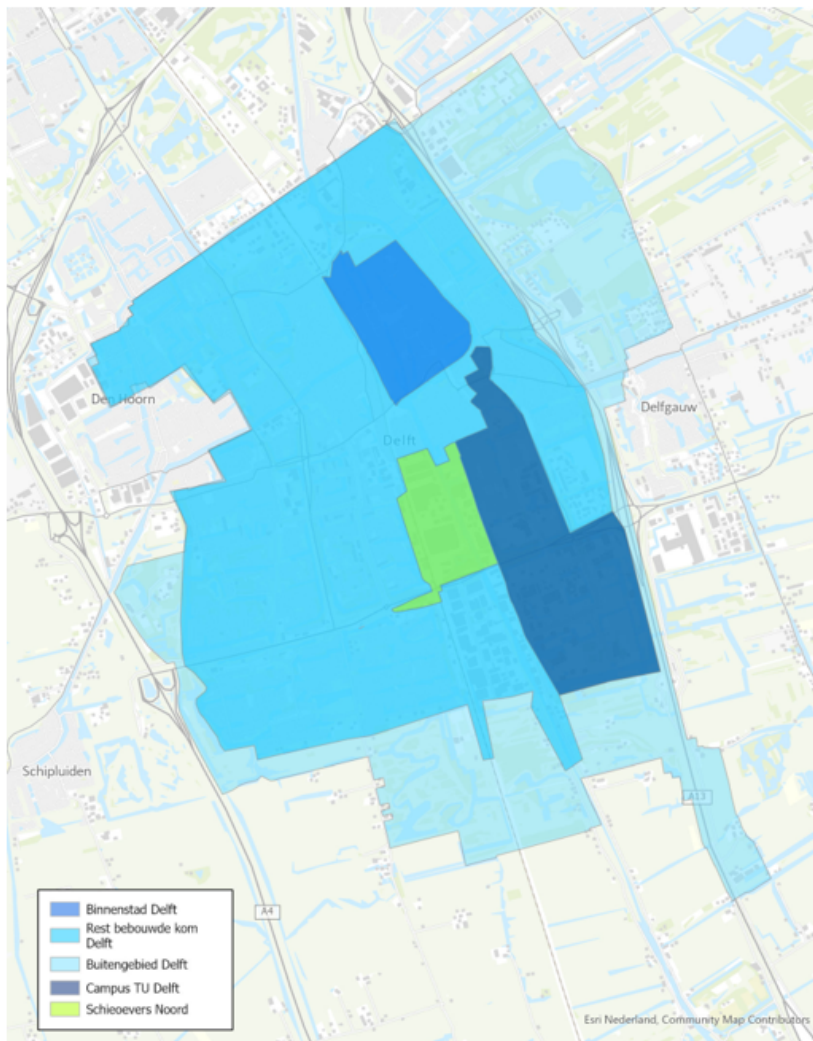 Den Hoorn
Delfgauw
Delft
Schipluiden
A13
A4
Binnenstad Delft
Rest bebouwde kom
Delft
Buitengebied Delft
Campus TU Delft
Schieoevers Noord
Esri Nederland, Community Map Contributors